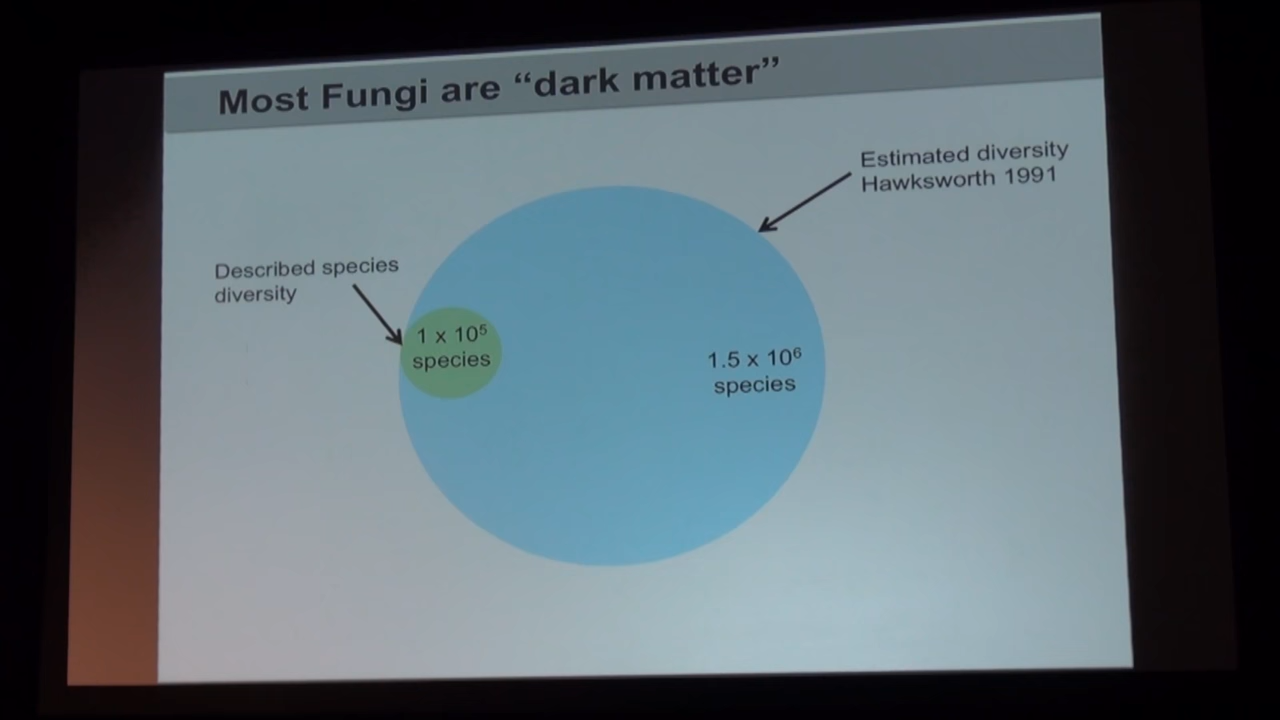 Most Fungi are “dark matter”
Estimated diversity
Hawksworth 1991
Described species
diversity
1 x 10⁵
species
1.5 x 10⁶
species